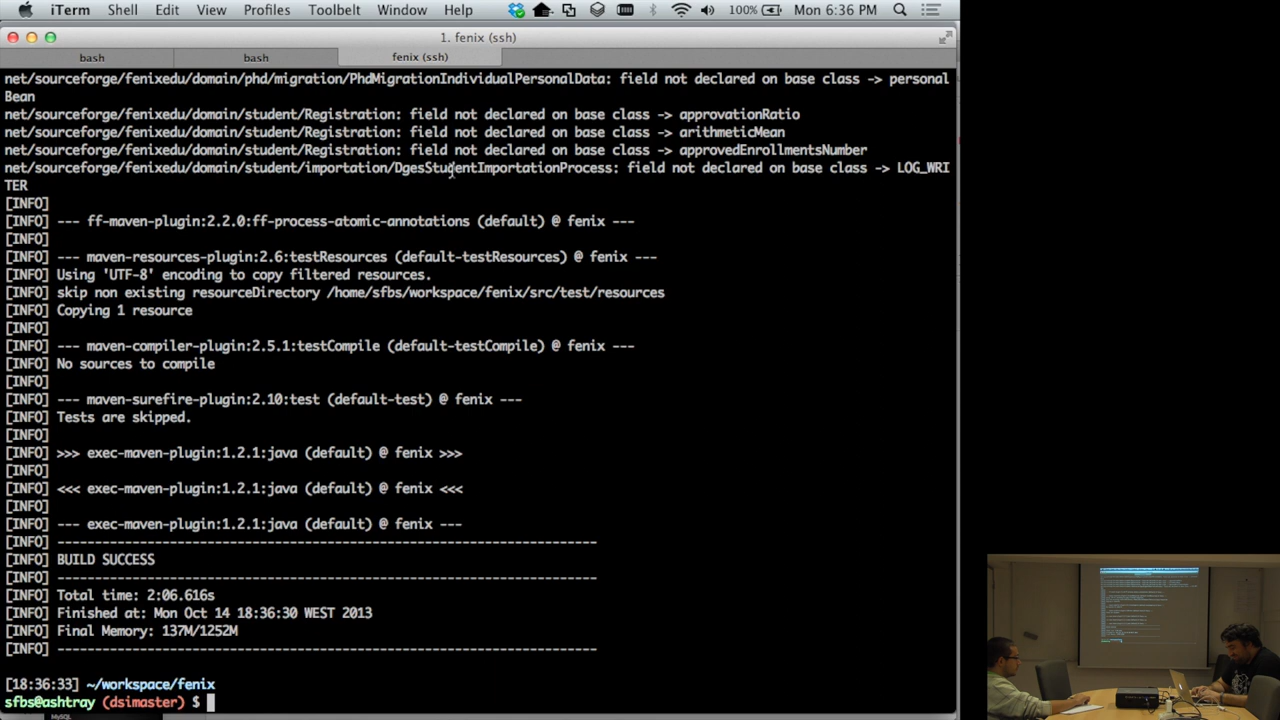 iTerm Shell Edit View Profiles Toolbelt Window Help 100% Mon 6:36 PM
1. fenix (ssh)
bash bash fenix (ssh)
net/sourceforge/fenixedu/domain/phd/migration/PhdMigrationIndividualPersonalData: field not declared on base class -> personal
Bean
net/sourceforge/fenixedu/domain/student/Registration: field not declared on base class -> approvationRatio
net/sourceforge/fenixedu/domain/student/Registration: field not declared on base class -> arithmeticMean
net/sourceforge/fenixedu/domain/student/Registration: field not declared on base class -> approvedEnrollmentsNumber
net/sourceforge/fenixedu/domain/student/importation/DgesStudentImportationProcess: field not declared on base class -> LOG_WRI
TER
[INFO]
[INFO] --- ff-maven-plugin:2.2.0:ff-process-atomic-annotations (default) @ fenix ---
[INFO]
[INFO] --- maven-resources-plugin:2.6:testResources (default-testResources) @ fenix ---
[INFO] Using 'UTF-8' encoding to copy filtered resources.
[INFO] skip non existing resourceDirectory /home/sfbs/workspace/fenix/src/test/resources
[INFO] Copying 1 resource
[INFO]
[INFO] --- maven-compiler-plugin:2.5.1:testCompile (default-testCompile) @ fenix ---
[INFO] No sources to compile
[INFO]
[INFO] --- maven-surefire-plugin:2.10:test (default-test) @ fenix ---
[INFO] Tests are skipped.
[INFO]
[INFO] >>> exec-maven-plugin:1.2.1:java (default) @ fenix >>>
[INFO]
[INFO] <<< exec-maven-plugin:1.2.1:java (default) @ fenix <<<
[INFO]
[INFO] --- exec-maven-plugin:1.2.1:java (default) @ fenix ---
[INFO] ------------------------------------------------------------------------
[INFO] BUILD SUCCESS
[INFO] ------------------------------------------------------------------------
[INFO] Total time: 2:06.616s
[INFO] Finished at: Mon Oct 14 18:36:30 WEST 2013
[INFO] Final Memory: 137M/1252M
[INFO] ------------------------------------------------------------------------
[18:36:33] ~/workspace/fenix
sfbs@ashtray (dsimaster) $
MySQL